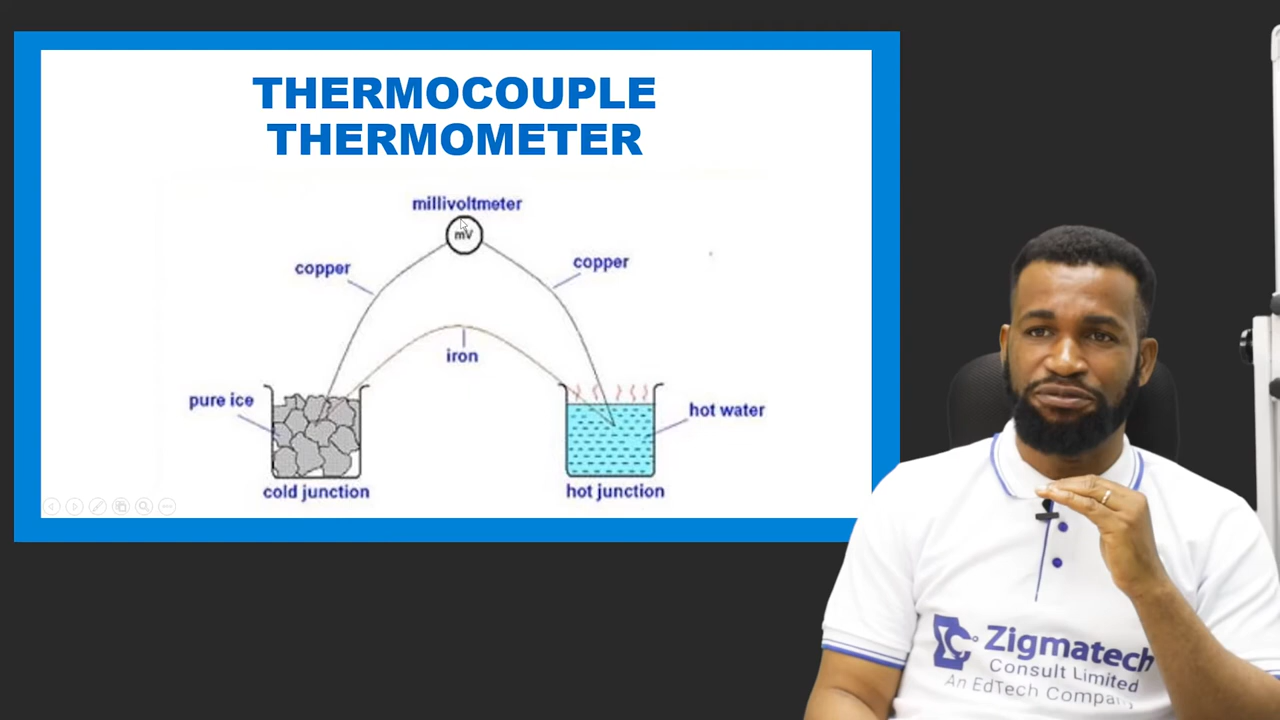 THERMOCOUPLE
THERMOMETER
millivoltmeter
mV
copper
copper
iron
pure ice
hot water
cold junction
hot junction
Zigmatech
Consult Limited
An EdTech Company